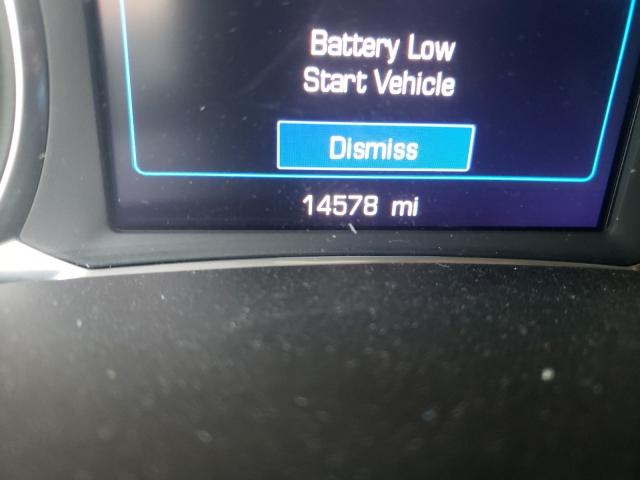 Battery Low
Start Vehicle
Dismiss
14578 mi